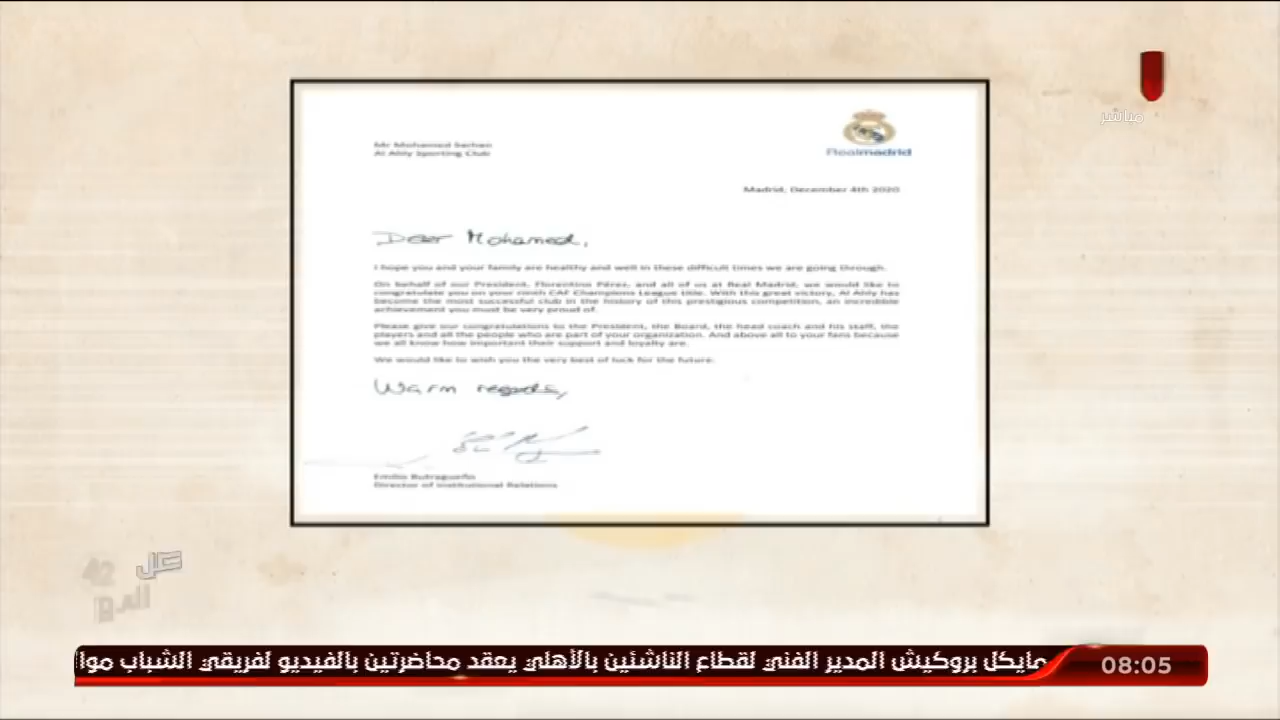 مباشر
Mr Mohamed Serhan
Al Ahly Sporting Club
Realmadrid
Madrid, December 4th 2020
Dear Mohamed,
I hope you and your family are healthy and well in these difficult times we are going through.
On behalf of our President, Florentino Pérez, and all of us at Real Madrid, we would like to
congratulate you on your ninth CAF Champions League title. With this great victory, Al Ahly has
become the most successful club in the history of this prestigious competition, an incredible
achievement you must be very proud of.
Please give our congratulations to the President, the Board, the head coach and his staff, the
players and all the people who are part of your organization. And above all to your fans because
we all know how important their support and loyalty are.
We would like to wish you the very best of luck for the future.
Warm regards,
Emilio Butragueño
Director of Institutional Relations
42
مايكل بروكيش المدير الفني لقطاع الناشئين بالأهلي يعقد محاضرتين بالفيديو لفريقي الشباب موا
08:05